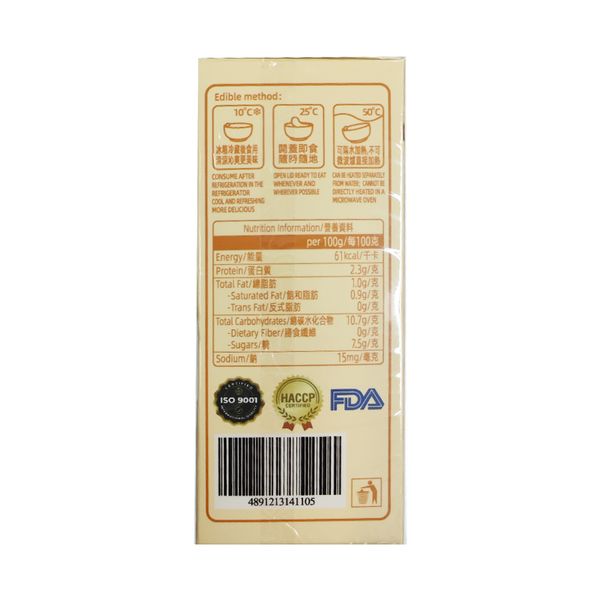 Edible method:
10°C❄
25°C
50°C
冰箱冷藏後食用
清涼沁爽更美味
CONSUME AFTER
REFRIGERATION IN THE
REFRIGERATOR
COOL AND REFRESHING
MORE DELICIOUS
開蓋即食
隨時隨地
OPEN LID READY TO EAT
WHENEVER AND
WHEREVER POSSIBLE
可隔水加熱,不可
微波爐直接加熱
CAN BE HEATED SEPARATELY
FROM WATER; CANNOT BE
DIRECTLY HEATED IN A
MICROWAVE OVEN
Nutrition Information/營養資料
per 100g/每100克
Energy/能量 61kcal/千卡
Protein/蛋白質 2.3g/克
Total Fat/總脂肪 1.0g/克
-Saturated Fat/飽和脂肪 0.9g/克
-Trans Fat/反式脂肪 0g/克
Total Carbohydrates/總碳水化合物 10.7g/克
-Dietary Fiber/膳食纖維 0g/克
-Sugars/糖 7.5g/克
Sodium/鈉 15mg/毫克
CERTIFIED
ISO 9001
HACCP
CERTIFIED
FDA
4891213141105